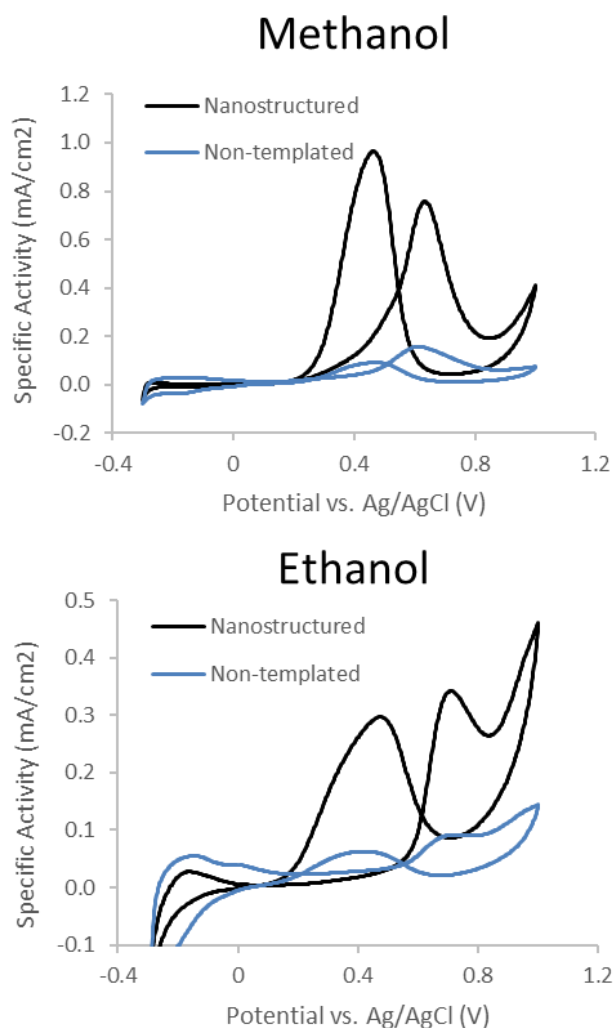 Methanol
1.2
1.0
0.8
0.6
0.4
0.2
0.0
-0.2
Specific Activity (mA/cm2)
Nanostructured
Non-templated
-0.4
0
0.4
0.8
1.2
Potential vs. Ag/AgCl (V)
Ethanol
0.5
0.4
0.3
0.2
0.1
0.0
-0.1
Specific Activity (mA/cm2)
Nanostructured
Non-templated
-0.4
0
0.4
0.8
1.2
Potential vs. Ag/AgCl (V)